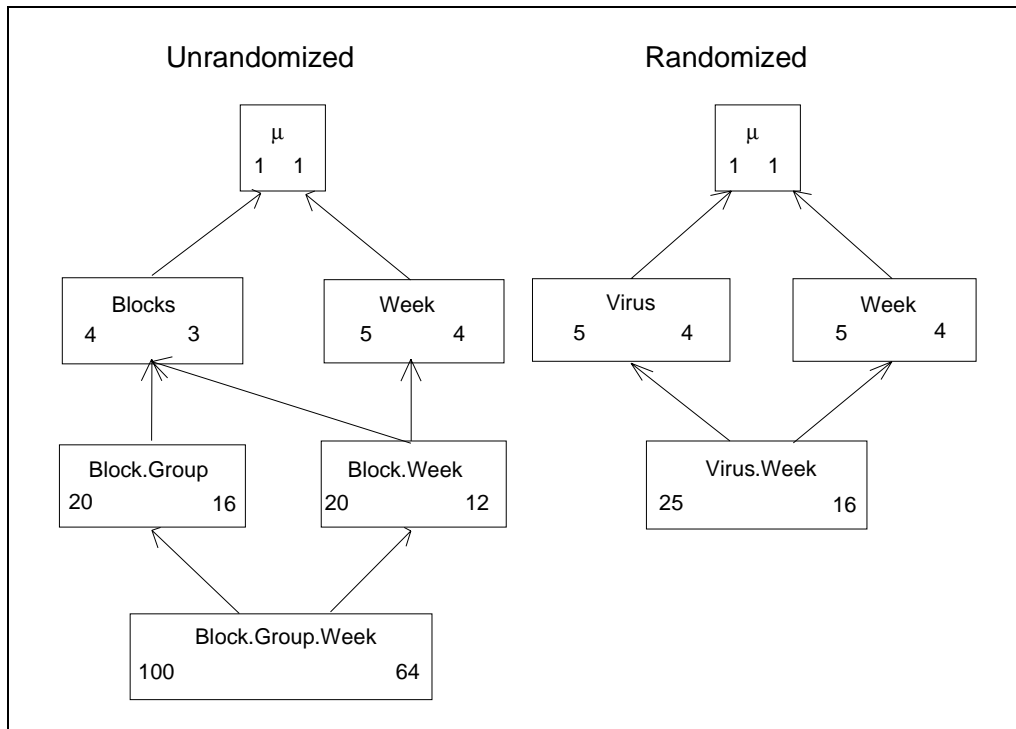 Unrandomized
Randomized
μ
1 1
μ
1 1
Blocks
4 3
Week
5 4
Virus
5 4
Week
5 4
Block.Group
20 16
Block.Week
20 12
Virus.Week
25 16
Block.Group.Week
100 64